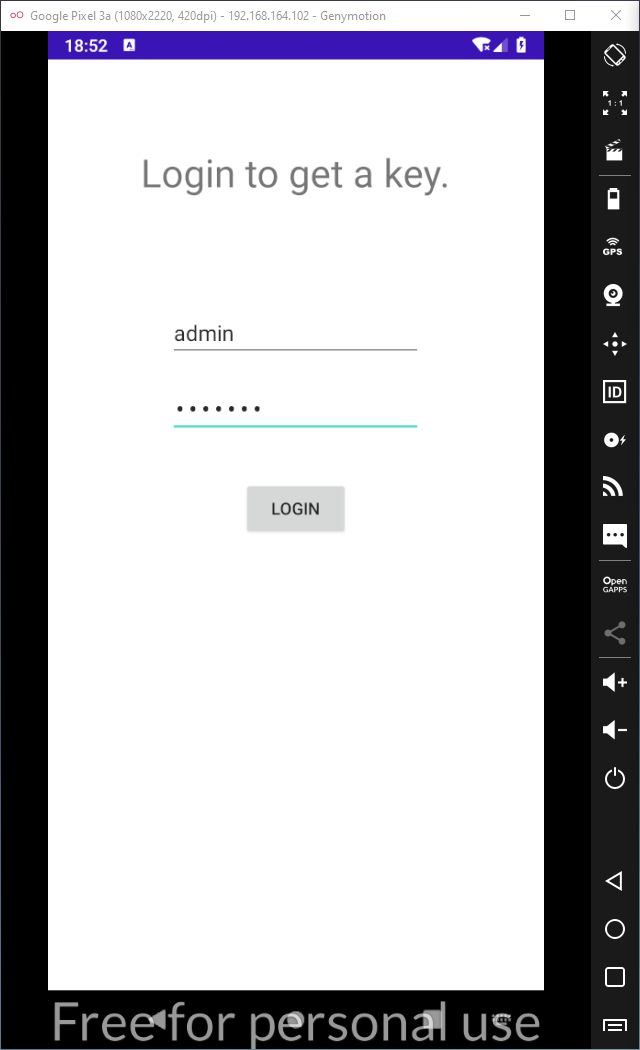 Google Pixel 3a (1080x2220, 420dpi) - 192.168.164.102 - Genymotion
18:52
A
1 : 1
Login to get a key.
GPS
admin
•••••••
ID
LOGIN
Open
GAPPS
Free for personal use